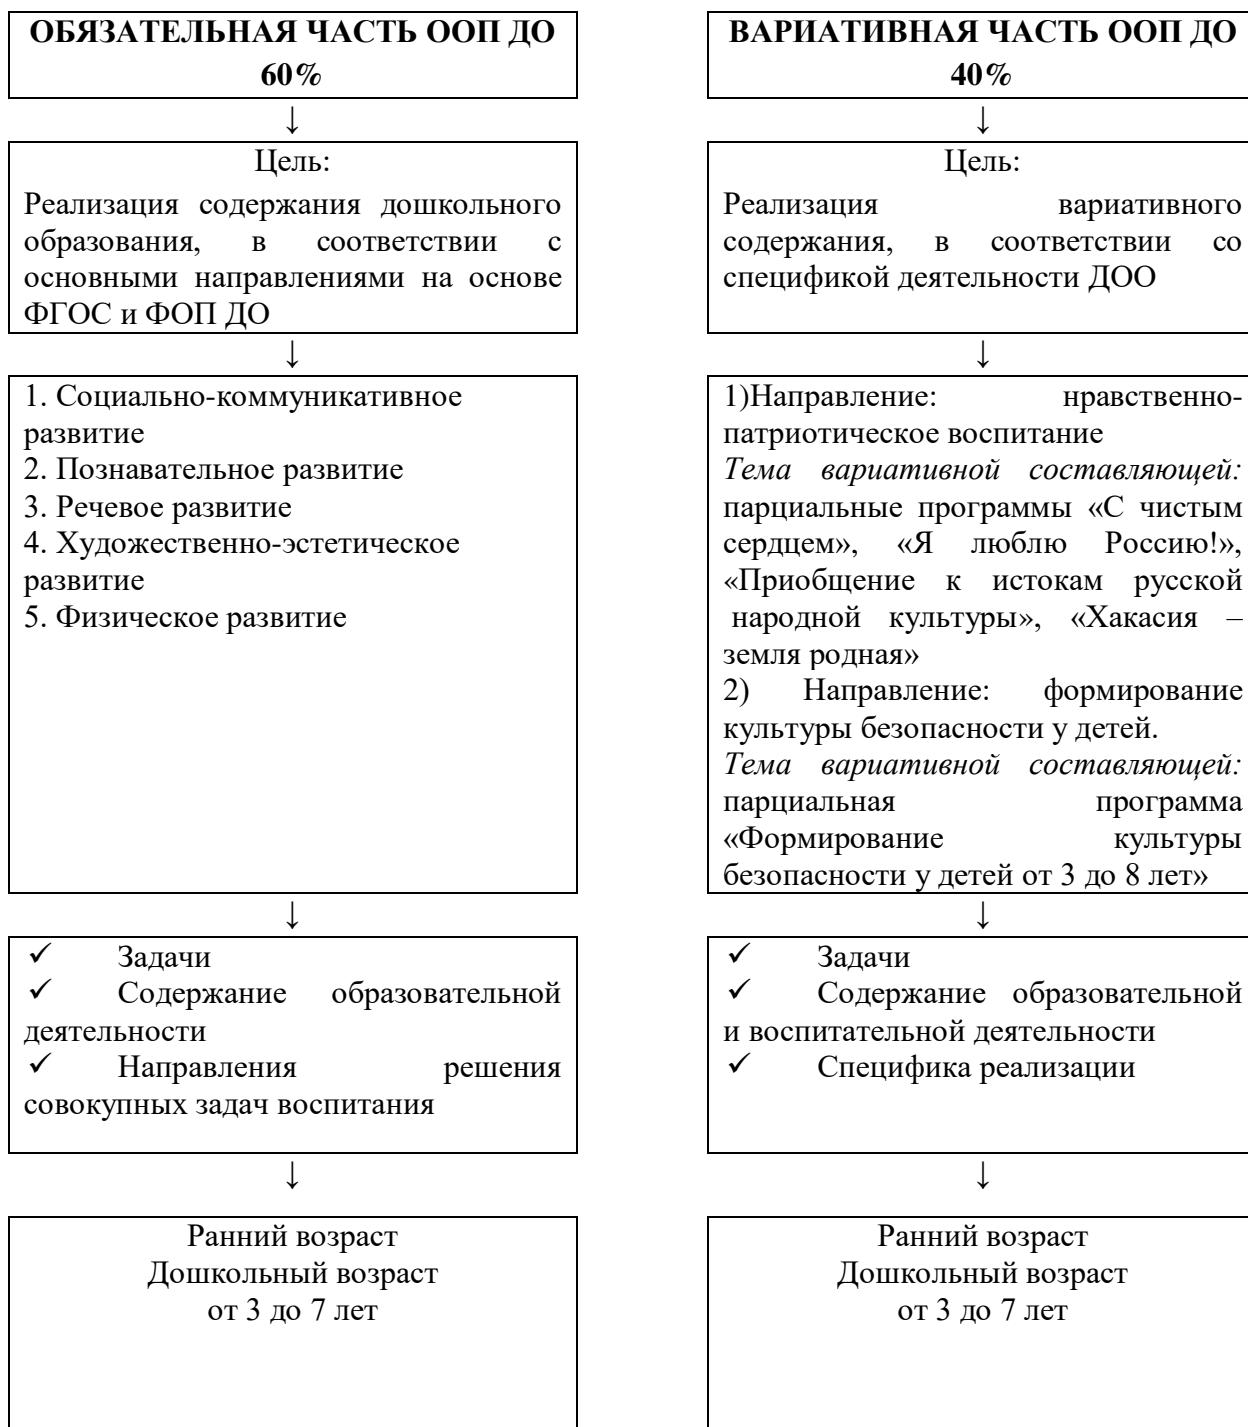 ОБЯЗАТЕЛЬНАЯ ЧАСТЬ ООП ДО
60%
↓
Цель:
Реализация содержания дошкольного
образования, в соответствии с
основными направлениями на основе
ФГОС и ФОП ДО
↓
1. Социально-коммуникативное
развитие
2. Познавательное развитие
3. Речевое развитие
4. Художественно-эстетическое
развитие
5. Физическое развитие
↓
✓ Задачи
✓ Содержание образовательной
деятельности
✓ Направления решения
совокупных задач воспитания
↓
Ранний возраст
Дошкольный возраст
от 3 до 7 лет
ВАРИАТИВНАЯ ЧАСТЬ ООП ДО
40%
↓
Цель:
Реализация вариативного
содержания, в соответствии со
спецификой деятельности ДОО
↓
1)Направление: нравственно-
патриотическое воспитание
Тема вариативной составляющей:
парциальные программы «С чистым
сердцем», «Я люблю Россию!»,
«Приобщение к истокам русской
народной культуры», «Хакасия –
земля родная»
2) Направление: формирование
культуры безопасности у детей.
Тема вариативной составляющей:
парциальная программа
«Формирование культуры
безопасности у детей от 3 до 8 лет»
↓
✓ Задачи
✓ Содержание образовательной
и воспитательной деятельности
✓ Специфика реализации
↓
Ранний возраст
Дошкольный возраст
от 3 до 7 лет